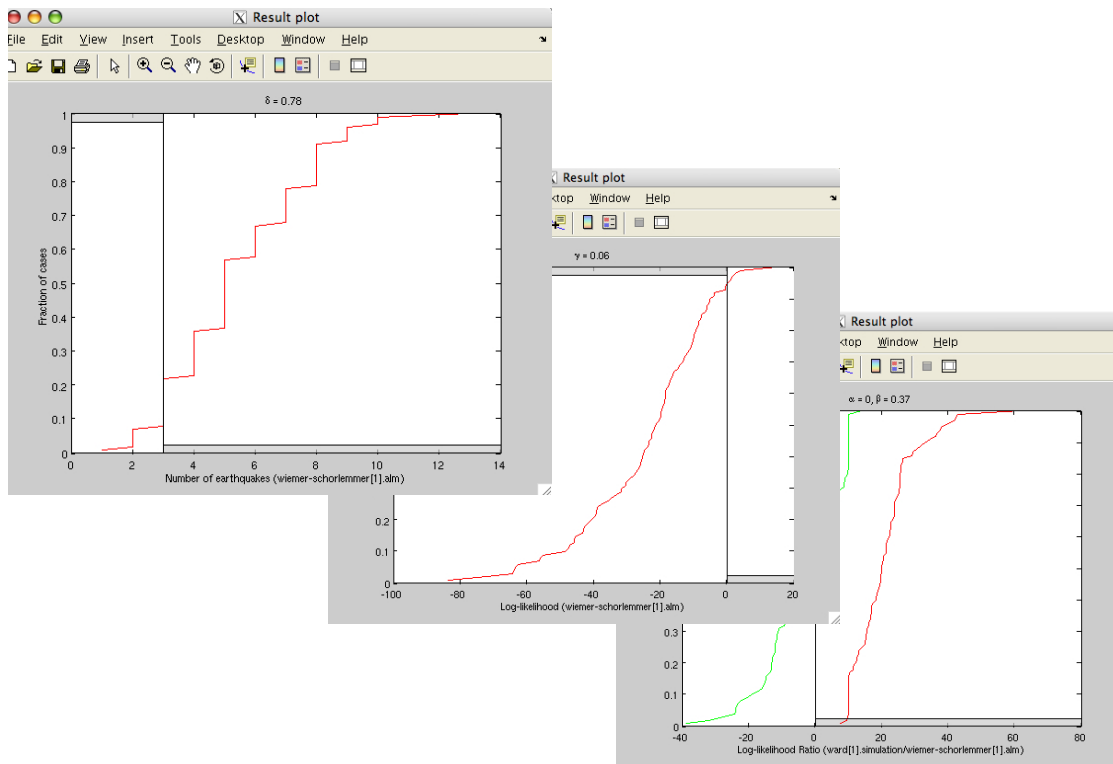 Result plot
File Edit View Insert Tools Desktop Window Help
δ = 0.78
1
0.9
0.8
0.7
0.6
0.5
0.4
0.3
0.2
0.1
0
Fraction of cases
0 2 4 6 8 10 12 14
Number of earthquakes (wiemer-schorlemmer[1].alm)
Result plot
ktop Window Help
γ = 0.06
0.2
0.1
0
-100 -80 -60 -40 -20 0 20
Log-likelihood (wiemer-schorlemmer[1].alm)
Result plot
ktop Window Help
α = 0, β = 0.37
0.3
0.2
0.1
0
-40 -20 0 20 40 60 80
Log-likelihood Ratio (ward[1].simulation/wiemer-schorlemmer[1].alm)